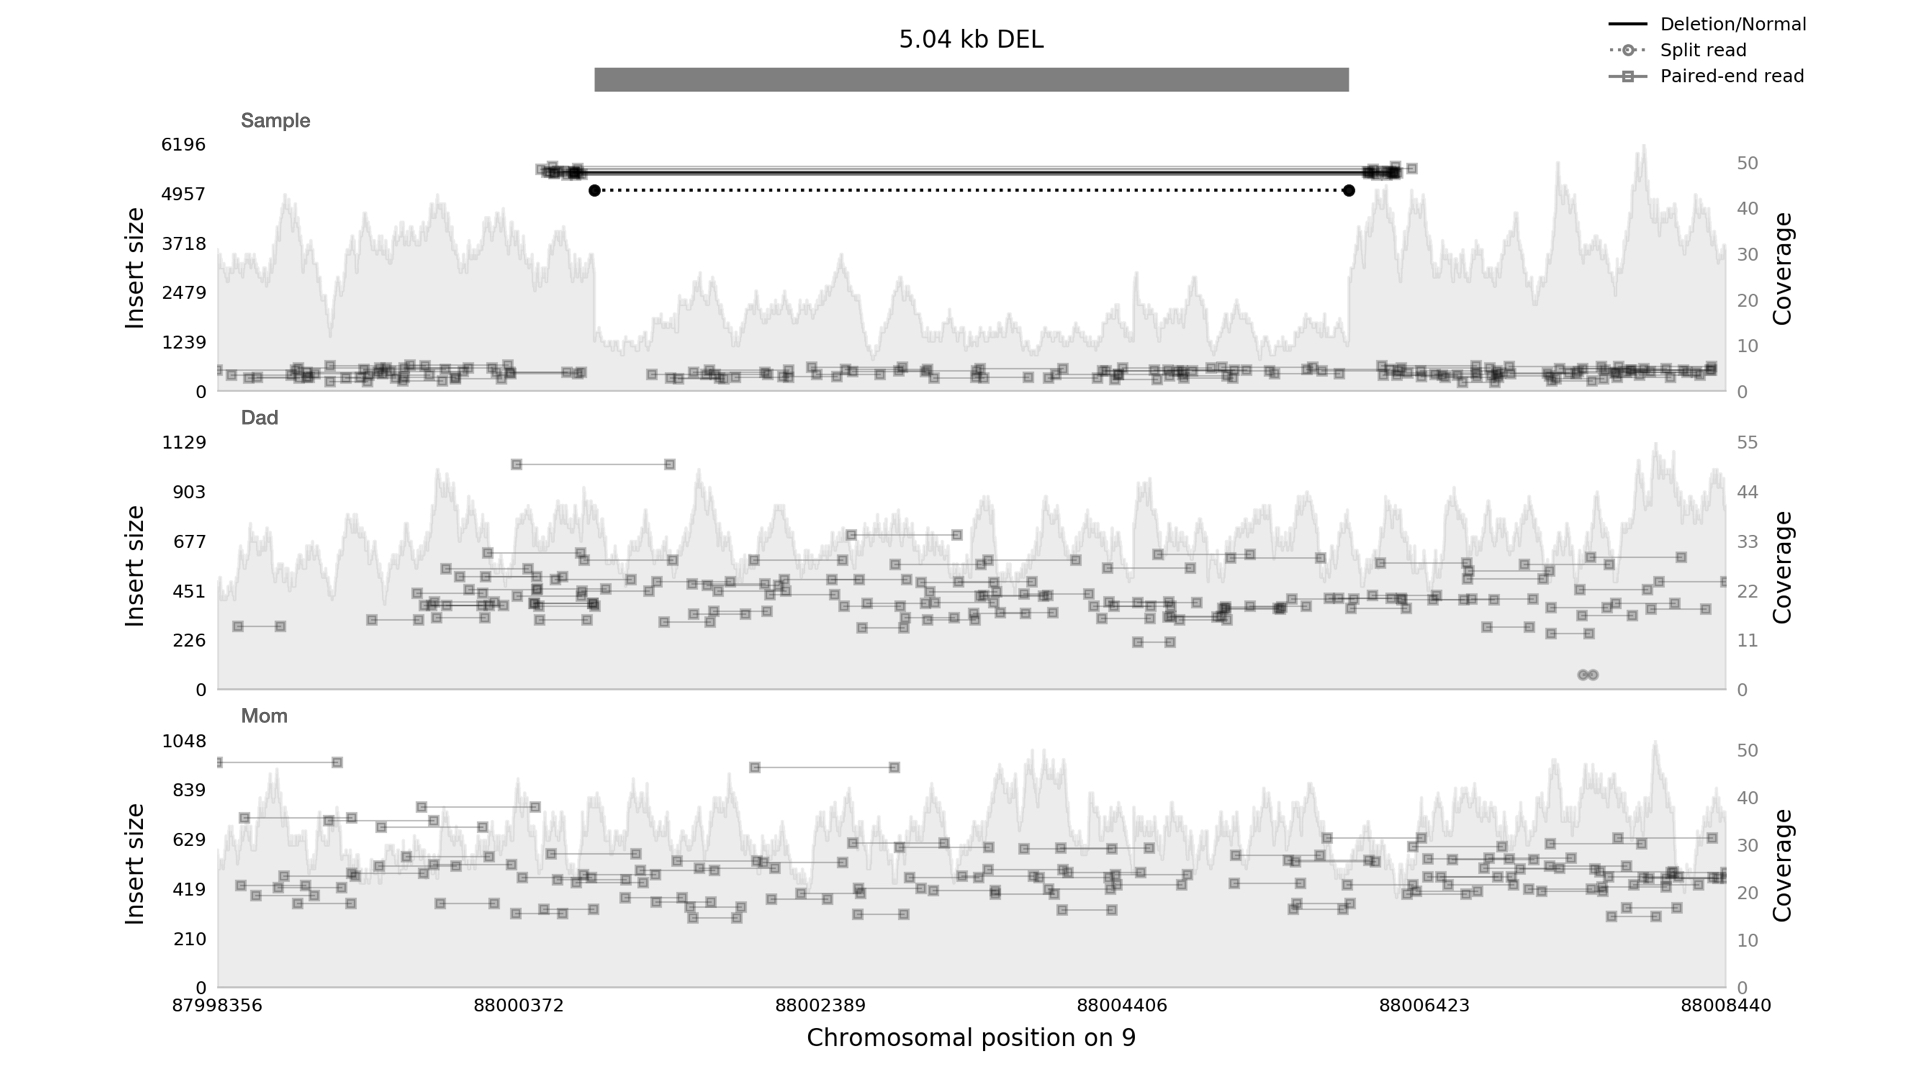 5.04 kb DEL
Deletion/Normal
Split read
Paired-end read
Sample
6196
4957
3718
2479
1239
0
Insert size
50
40
30
20
10
0
Coverage
Dad
1129
903
677
451
226
0
Insert size
55
44
33
22
11
0
Coverage
Mom
1048
839
629
419
210
0
Insert size
50
40
30
20
10
0
Coverage
87998356 88000372 88002389 88004406 88006423 88008440
Chromosomal position on 9